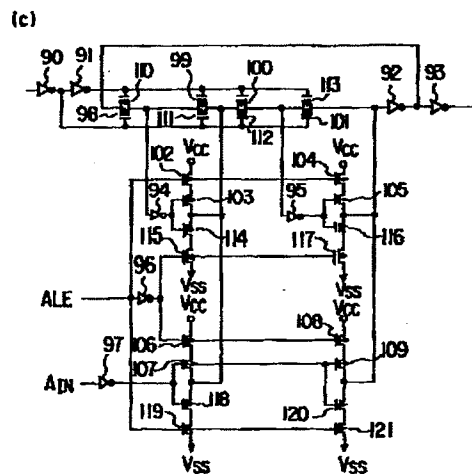 (c)
90 91 110 99 100 113 92 93
98 111 112 101
102 VCC 104 VCC
94 103 95 105
115 114 117 116
96 VSS VCC VSS VCC
ALE
106 108
97 107 109
AIN 118 120
119 121
VSS VSS